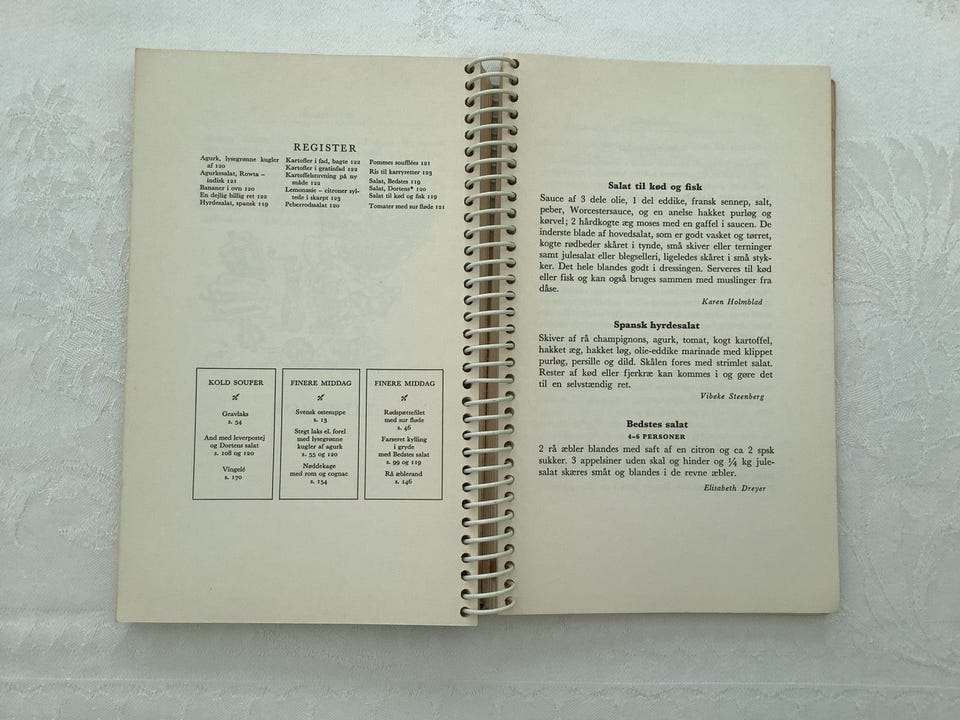 REGISTER
Agurk, lysegrønne kugler
af 120
Agurkesalat, Rowta –
indisk 121
Bananer i ovn 120
En dejlig billig ret 122
Hyrdesalat, spansk 119
Kartofler i fad, bagte 122
Kartofler i gratinfad 122
Kartoffelstuvning på ny
måde 122
Lemonasie – citroner syl-
tede i skarpt 123
Peberrodssalat 120
Pommes soufflées 121
Ris til karryretter 123
Salat, Bedstes 119
Salat, Dortens* 120
Salat til kød og fisk 119
Tomater med sur fløde 121
KOLD SOUPER
Gravlaks
s. 54
And med leverpostej
og Dortens salat
s. 108 og 120
Vingelé
s. 170
FINERE MIDDAG
Svensk ostesuppe
s. 15
Stegt laks el. forel
med lysegrønne
kugler af agurk
s. 55 og 120
Nøddekage
med rom og cognac
s. 154
FINERE MIDDAG
Rødspættefilet
med sur fløde
s. 46
Farseret kylling
i gryde
med Bedstes salat
s. 99 og 119
Rå æblerand
s. 146
Salat til kød og fisk
Sauce af 3 dele olie, 1 del eddike, fransk sennep, salt,
peber, Worcestersauce, og en anelse hakket purløg og
kørvel; 2 hårdkogte æg moses med en gaffel i saucen. De
inderste blade af hovedsalat, som er godt vasket og tørret,
kogte rødbeder skåret i tynde, små skiver eller terninger
samt julesalat eller blegselleri, ligeledes skåret i små styk-
ker. Det hele blandes godt i dressingen. Serveres til kød
eller fisk og kan også bruges sammen med muslinger fra
dåse.
Karen Holmblad
Spansk hyrdesalat
Skiver af rå champignons, agurk, tomat, kogt kartoffel,
hakket æg, hakket løg, olie-eddike marinade med klippet
purløg, persille og dild. Skålen fores med strimlet salat.
Rester af kød eller fjerkræ kan kommes i og gøre det
til en selvstændig ret.
Vibeke Steenberg
Bedstes salat
4-6 PERSONER
2 rå æbler blandes med saft af en citron og ca 2 spsk
sukker. 3 appelsiner uden skal og hinder og ¼ kg jule-
salat skæres småt og blandes i de revne æbler.
Elisabeth Dreyer